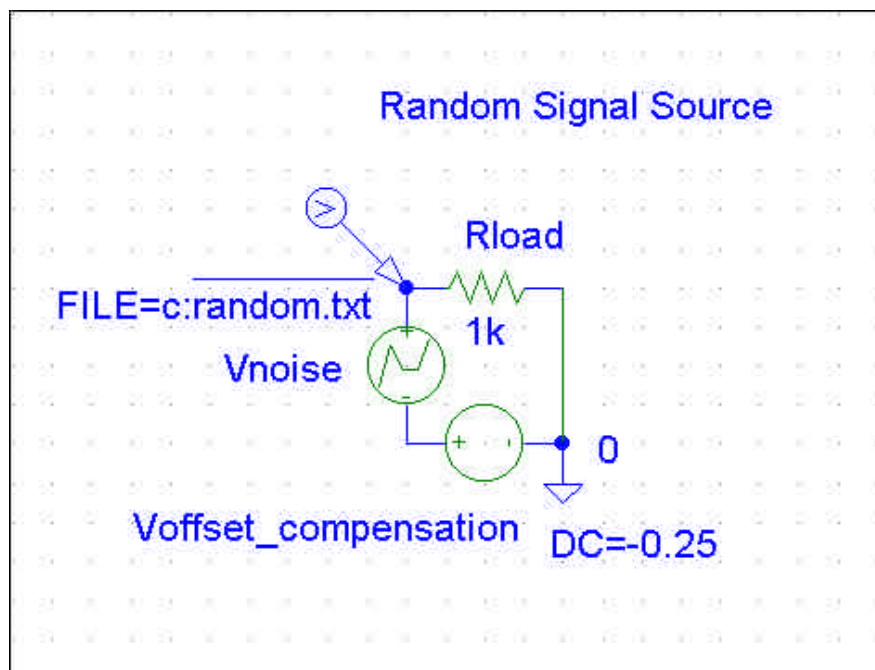 Random Signal Source
V
Rload
FILE=c:random.txt
1k
Vnoise
+
-
+
-
0
Voffset_compensation
DC=-0.25